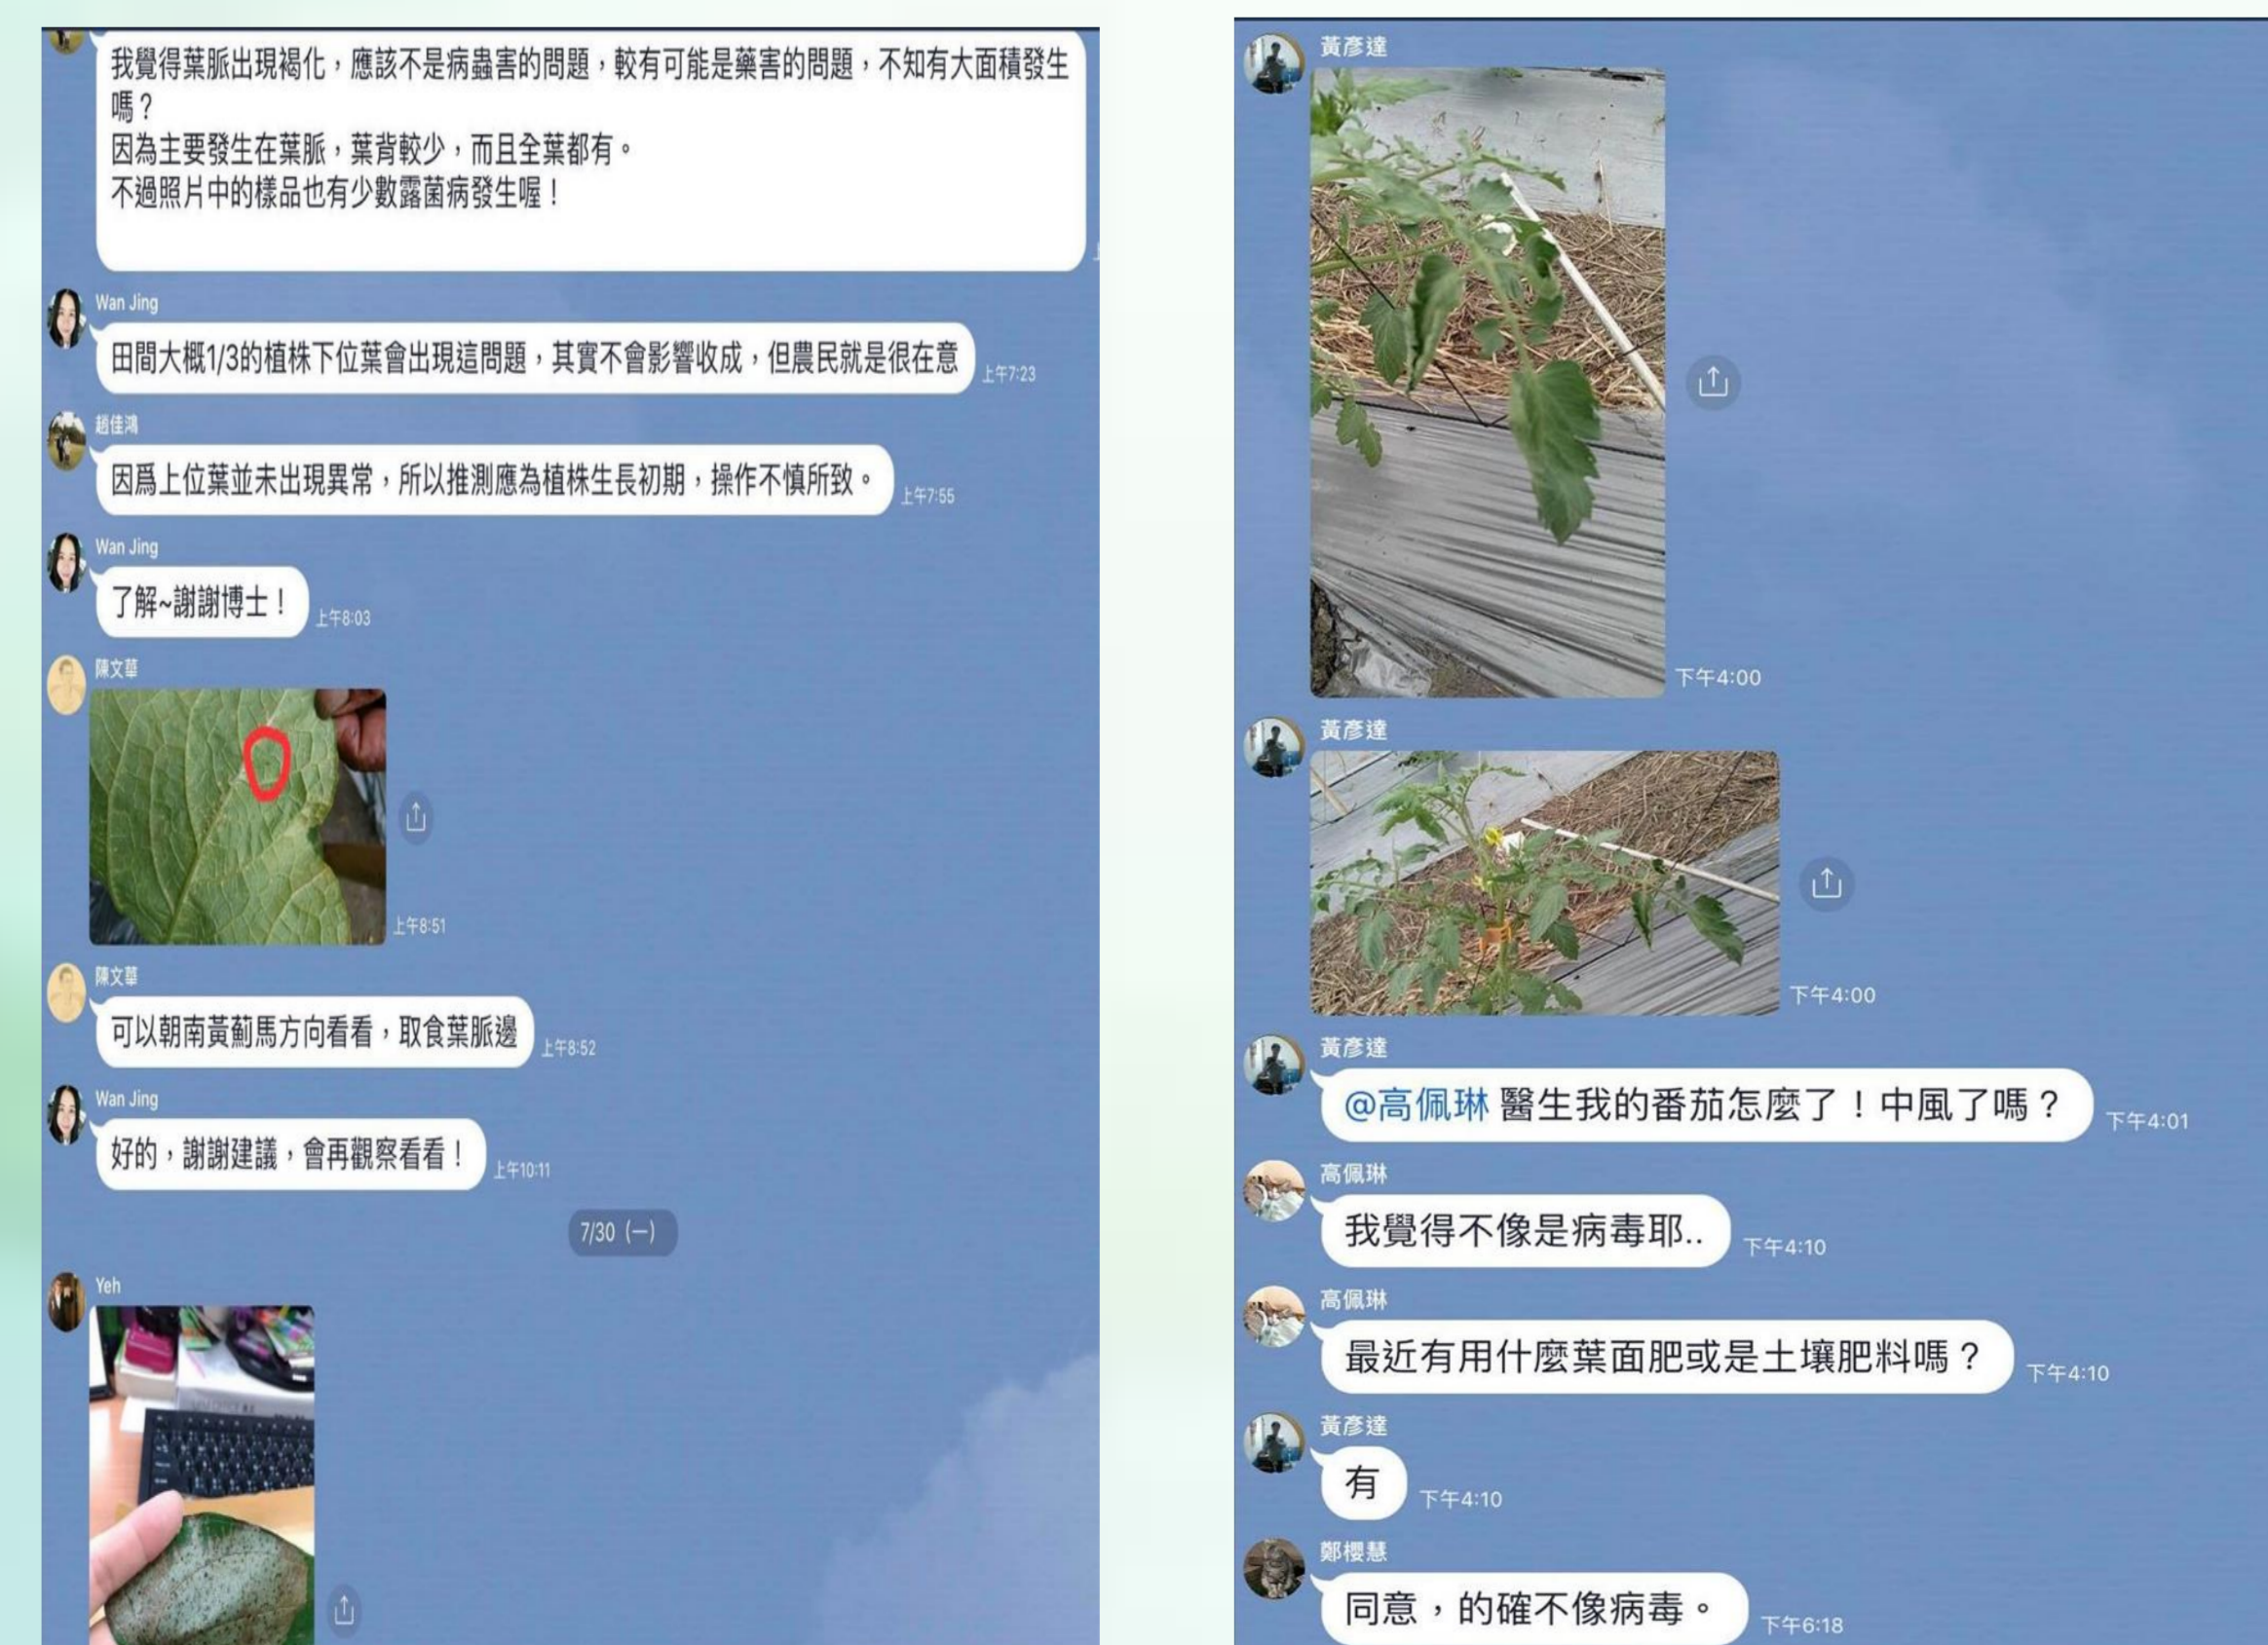 我覺得葉脈出現褐化，應該不是病蟲害的問題，較有可能是藥害的問題，不知有大面積發生
嗎？
因為主要發生在葉脈，葉背較少，而且全葉都有。
不過照片中的樣品也有少數露菌病發生喔！
Wan Jing
田間大概1/3的植株下位葉會出現這問題，其實不會影響收成，但農民就是很在意
上午7:23
趙佳鴻
因爲上位葉並未出現異常，所以推測應為植株生長初期，操作不慎所致。
上午7:55
Wan Jing
了解~謝謝博士！
上午8:03
陳文華
上午8:51
陳文華
可以朝南黃薊馬方向看看，取食葉脈邊
上午8:52
Wan Jing
好的，謝謝建議，會再觀察看看！
上午10:11
7/30（一）
Yeh
黃彥達
下午4:00
黃彥達
下午4:00
黃彥達
@高佩琳 醫生我的番茄怎麼了！中風了嗎？
下午4:01
高佩琳
我覺得不像是病毒耶..
下午4:10
高佩琳
最近有用什麼葉面肥或是土壤肥料嗎？
下午4:10
黃彥達
有
下午4:10
鄭櫻慧
同意，的確不像病毒。
下午6:18